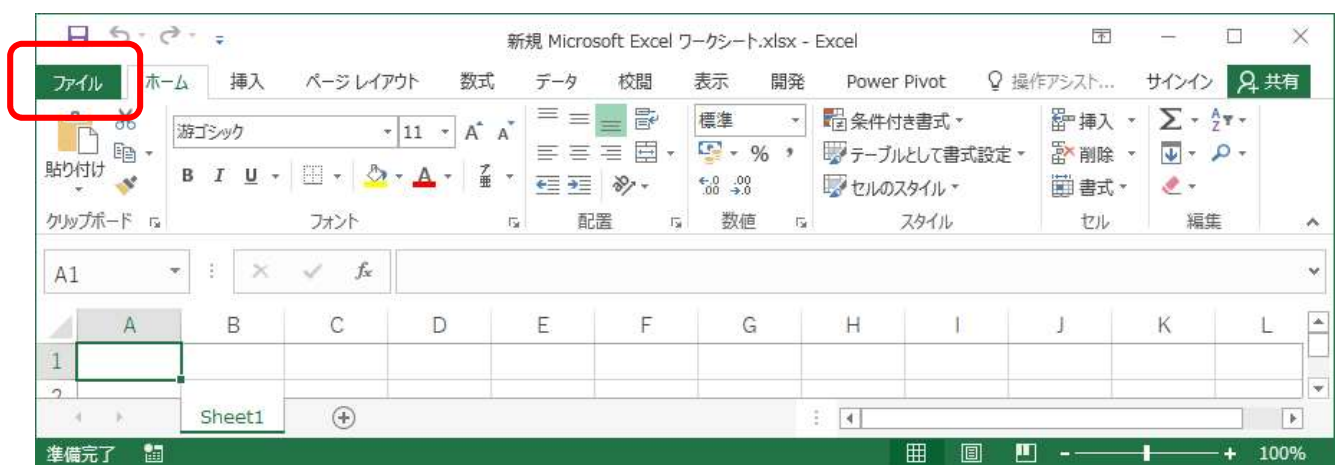 新規 Microsoft Excel ワークシート.xlsx - Excel
ファイル ホーム 挿入 ページ レイアウト 数式 データ 校閲 表示 開発 Power Pivot 操作アシスト... サインイン 共有
貼り付け 游ゴシック 11 A A 標準 条件付き書式 挿入 Σ
B I U A 亜 % , テーブルとして書式設定 削除
セルのスタイル 書式
クリップボード フォント 配置 数値 スタイル セル 編集
A1 fx
A B C D E F G H I J K L
1
2
Sheet1
準備完了 100%